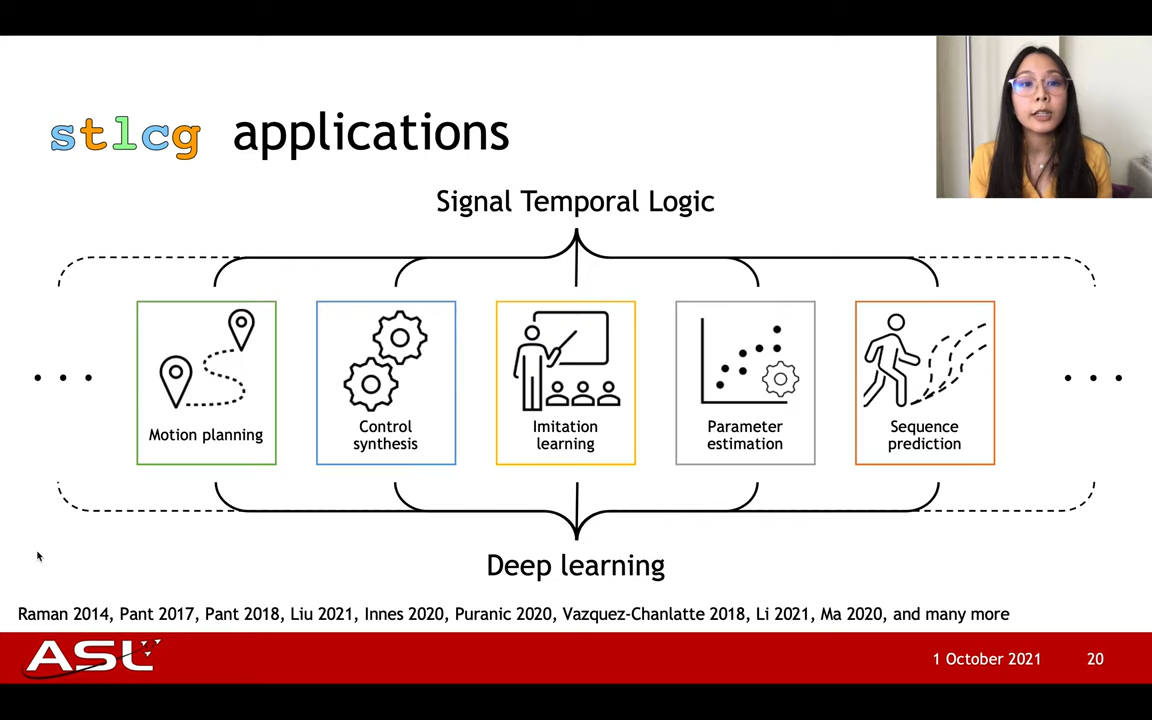 stlcg applications
Signal Temporal Logic
Motion planning
Control
synthesis
Imitation
learning
Parameter
estimation
Sequence
prediction
Deep learning
Raman 2014, Pant 2017, Pant 2018, Liu 2021, Innes 2020, Puranic 2020, Vazquez-Chanlatte 2018, Li 2021, Ma 2020, and many more
ASL
1 October 2021
20